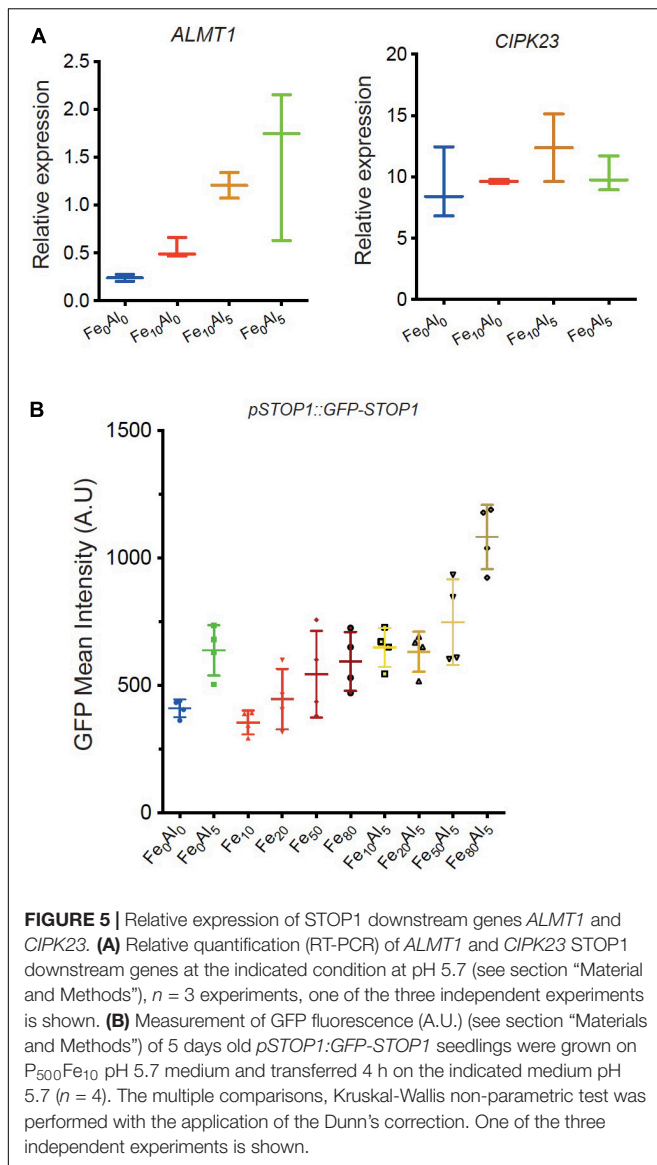 A
ALMT1
CIPK23
Relative expression
2.5
2.0
1.5
1.0
0.5
0.0
Fe₀Al₀
Fe₁₀Al₀
Fe₁₀Al₅
Fe₀Al₅
Relative expression
20
15
10
5
0
Fe₀Al₀
Fe₁₀Al₀
Fe₁₀Al₅
Fe₀Al₅
B
pSTOP1::GFP-STOP1
GFP Mean Intensity (A.U)
1500
1000
500
0
Fe₀Al₀
Fe₀Al₅
Fe₁₀
Fe₂₀
Fe₅₀
Fe₈₀
Fe₁₀Al₅
Fe₂₀Al₅
Fe₅₀Al₅
Fe₈₀Al₅
FIGURE 5 | Relative expression of STOP1 downstream genes ALMT1 and
CIPK23. (A) Relative quantification (RT-PCR) of ALMT1 and CIPK23 STOP1
downstream genes at the indicated condition at pH 5.7 (see section “Material
and Methods”), n = 3 experiments, one of the three independent experiments
is shown. (B) Measurement of GFP fluorescence (A.U.) (see section “Materials
and Methods”) of 5 days old pSTOP1:GFP-STOP1 seedlings were grown on
P₅₀₀Fe₁₀ pH 5.7 medium and transferred 4 h on the indicated medium pH
5.7 (n = 4). The multiple comparisons, Kruskal-Wallis non-parametric test was
performed with the application of the Dunn’s correction. One of the three
independent experiments is shown.